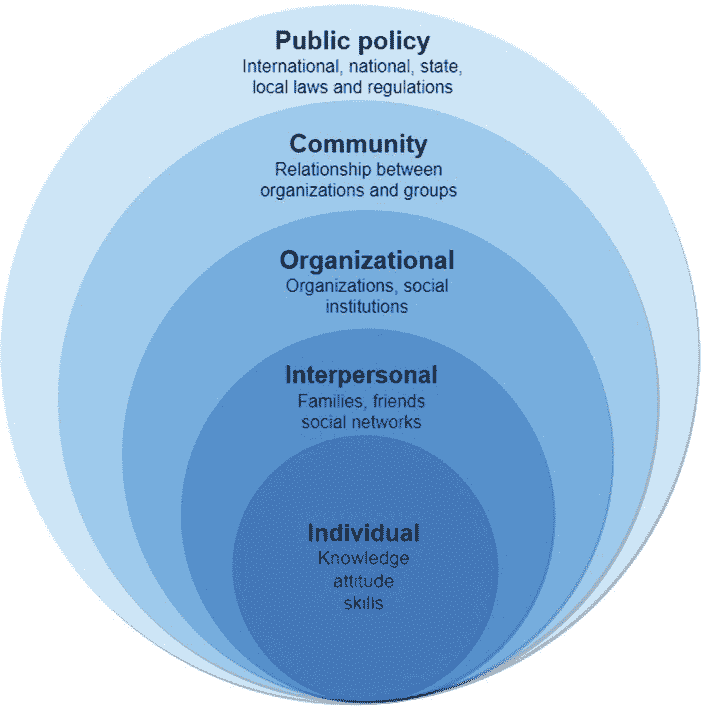 Public policy
International, national, state,
local laws and regulations
Community
Relationship between
organizations and groups
Organizational
Organizations, social
institutions
Interpersonal
Families, friends
social networks
Individual
Knowledge
attitude
skills